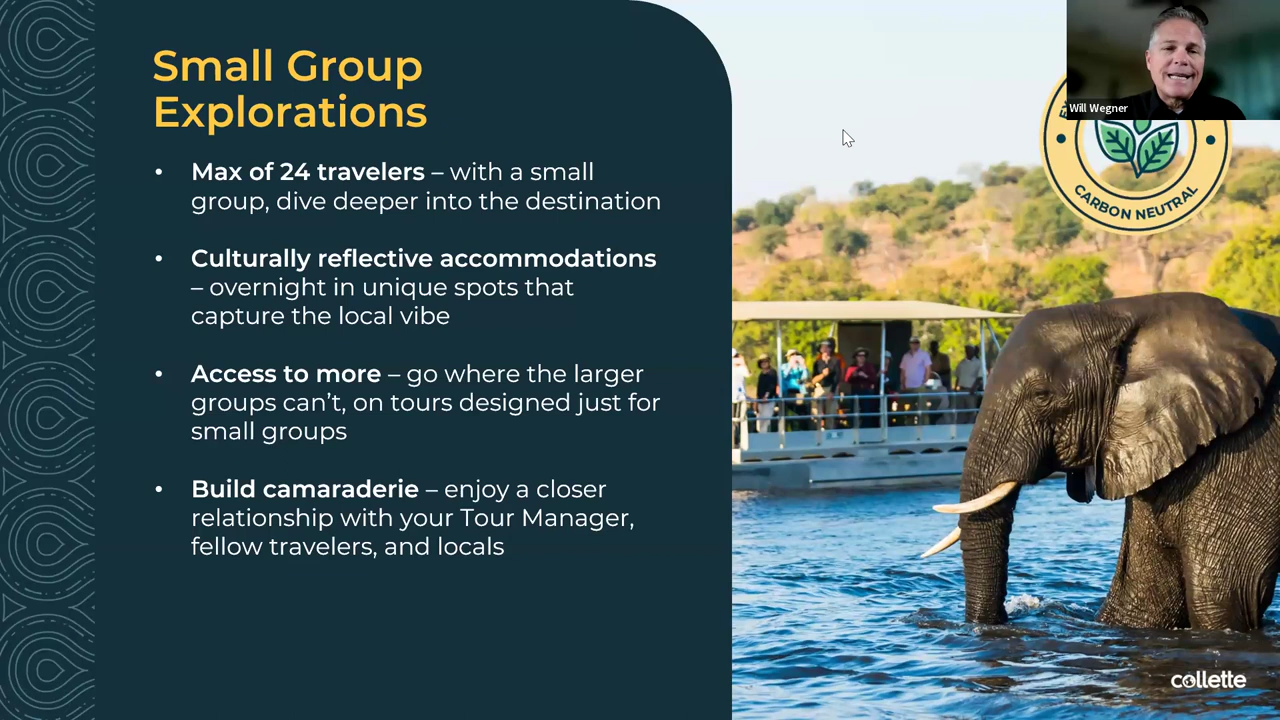 Small Group
Explorations
• Max of 24 travelers – with a small
group, dive deeper into the destination
• Culturally reflective accommodations
– overnight in unique spots that
capture the local vibe
• Access to more – go where the larger
groups can’t, on tours designed just for
small groups
• Build camaraderie – enjoy a closer
relationship with your Tour Manager,
fellow travelers, and locals
Will Wegner
CARBON NEUTRAL
collette